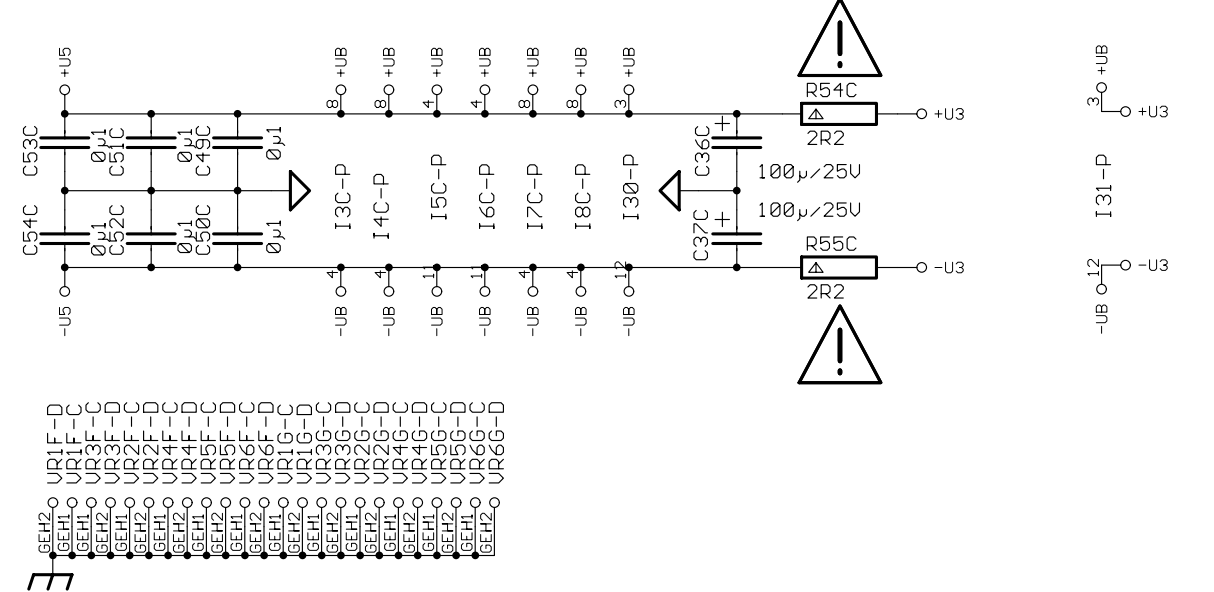 +U5
8 +UB
8 +UB
4 +UB
4 +UB
8 +UB
8 +UB
3 +UB
R54C
2R2
+U3
3 +UB
+U3
C53C 0µ1
C51C 0µ1
C49C 0µ1
C36C +
100µ/25V
I3C-P
I4C-P
I5C-P
I6C-P
I7C-P
I8C-P
I30-P
I31-P
C54C 0µ1
C52C 0µ1
C50C 0µ1
C37C +
100µ/25V
R55C
2R2
-U3
-U5
4 -UB
4 -UB
11 -UB
11 -UB
4 -UB
4 -UB
12 -UB
12 -UB
-U3
GEH2 VR1F-D
GEH1 VR1F-C
GEH1 VR3F-C
GEH2 VR3F-D
GEH1 VR2F-C
GEH2 VR2F-D
GEH1 VR4F-C
GEH2 VR4F-D
GEH1 VR5F-C
GEH2 VR5F-D
GEH1 VR6F-C
GEH2 VR6F-D
GEH1 VR1G-C
GEH2 VR1G-D
GEH1 VR3G-C
GEH2 VR3G-D
GEH1 VR2G-C
GEH2 VR2G-D
GEH1 VR4G-C
GEH2 VR4G-D
GEH1 VR5G-C
GEH2 VR5G-D
GEH1 VR6G-C
GEH2 VR6G-D